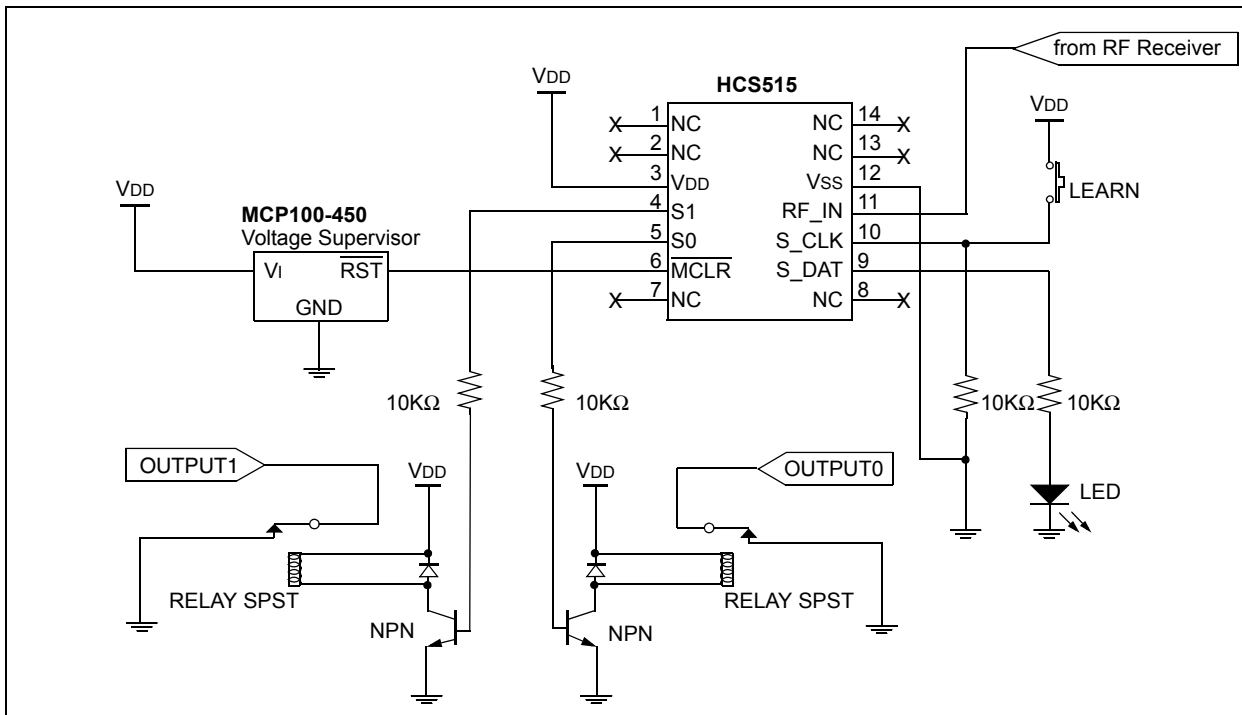 from RF Receiver
VDD
HCS515
VDD
1 NC NC 14
2 NC NC 13
3 VDD VSS 12
4 S1 RF_IN 11
5 S0 S_CLK 10
6 MCLR S_DAT 9
7 NC NC 8
X
X
X
X
X
X
LEARN
VDD
MCP100-450
Voltage Supervisor
VI RST
GND
10KΩ
10KΩ
10KΩ
10KΩ
OUTPUT1
VDD
VDD
OUTPUT0
LED
RELAY SPST
RELAY SPST
NPN
NPN